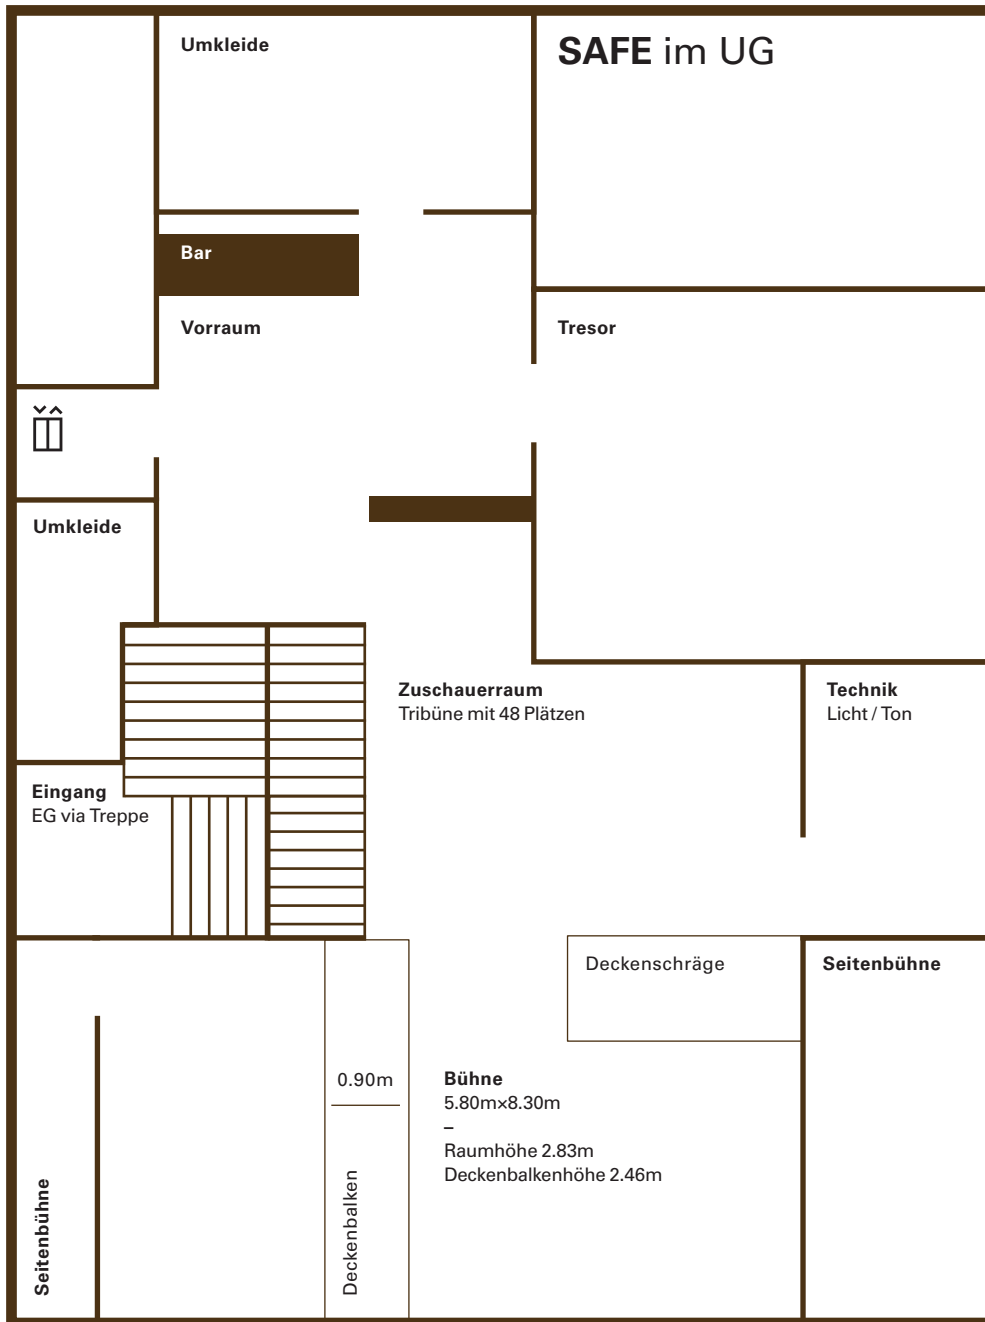 Umkleide
SAFE im UG
Bar
Vorraum
Tresor
Umkleide
Zuschauerraum
Tribüne mit 48 Plätzen
Technik
Licht / Ton
Eingang
EG via Treppe
Deckenschräge
Seitenbühne
0.90m
Bühne
5.80m×8.30m
–
Raumhöhe 2.83m
Deckenbalkenhöhe 2.46m
Seitenbühne
Deckenbalken